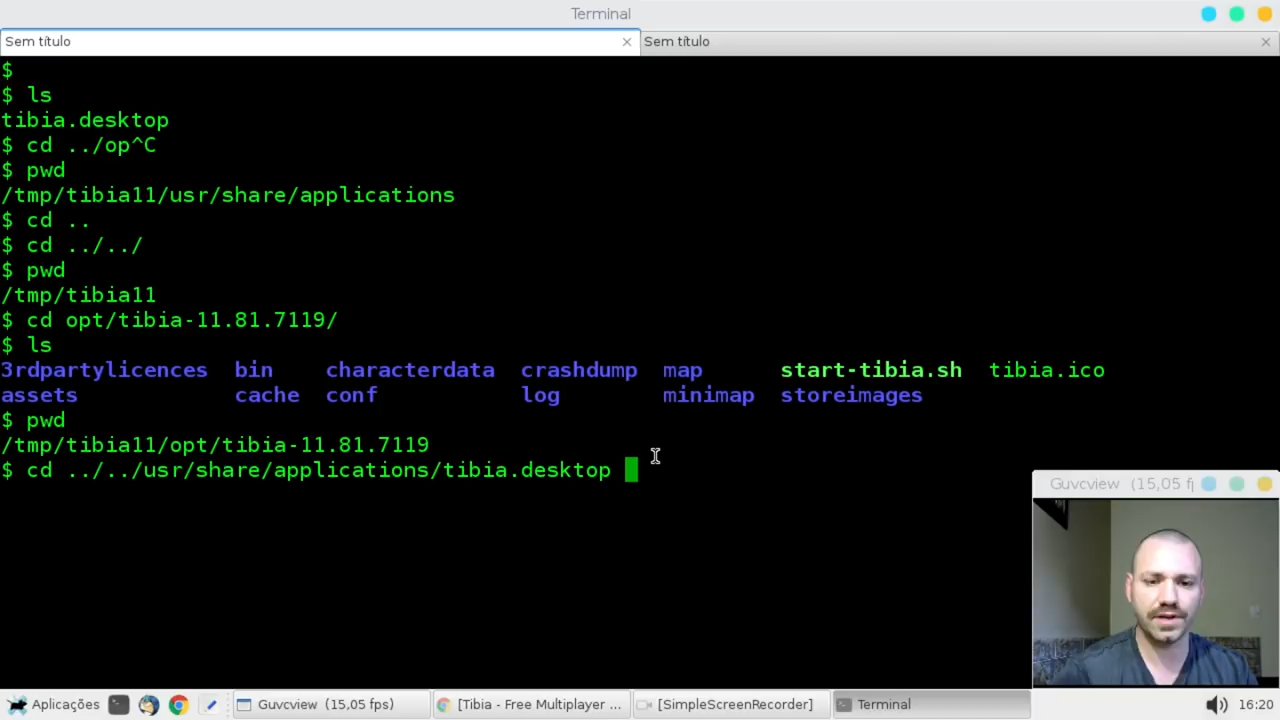 Terminal
Sem título
Sem título
$
$ ls
tibia.desktop
$ cd ../op^C
$ pwd
/tmp/tibia11/usr/share/applications
$ cd ..
$ cd ../../
$ pwd
/tmp/tibia11
$ cd opt/tibia-11.81.7119/
$ ls
3rdpartylicences bin characterdata crashdump map start-tibia.sh tibia.ico
assets cache conf log minimap storeimages
$ pwd
/tmp/tibia11/opt/tibia-11.81.7119
$ cd ../../usr/share/applications/tibia.desktop
Guvcview (15,05 f
Aplicações
Guvcview (15,05 fps)
[Tibia - Free Multiplayer ...
[SimpleScreenRecorder]
Terminal
16:20